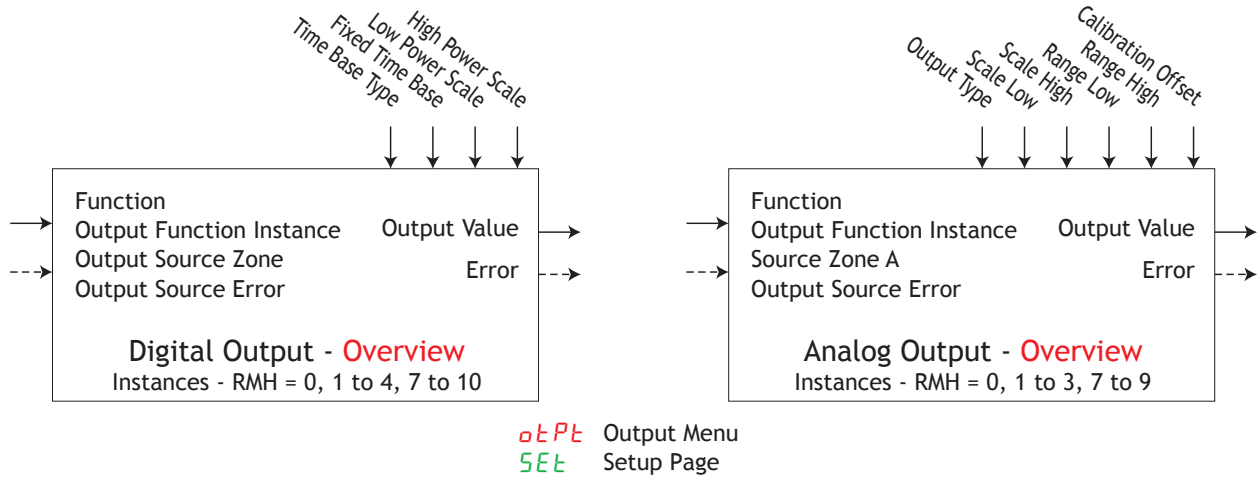 Time Base Type
Fixed Time Base
Low Power Scale
High Power Scale
Function
Output Function Instance
Output Source Zone
Output Source Error
Output Value
Error
Digital Output - Overview
Instances - RMH = 0, 1 to 4, 7 to 10
Output Type
Scale Low
Scale High
Range Low
Range High
Calibration Offset
Function
Output Function Instance
Source Zone A
Output Source Error
Output Value
Error
Analog Output - Overview
Instances - RMH = 0, 1 to 3, 7 to 9
otPt Output Menu
SEt Setup Page